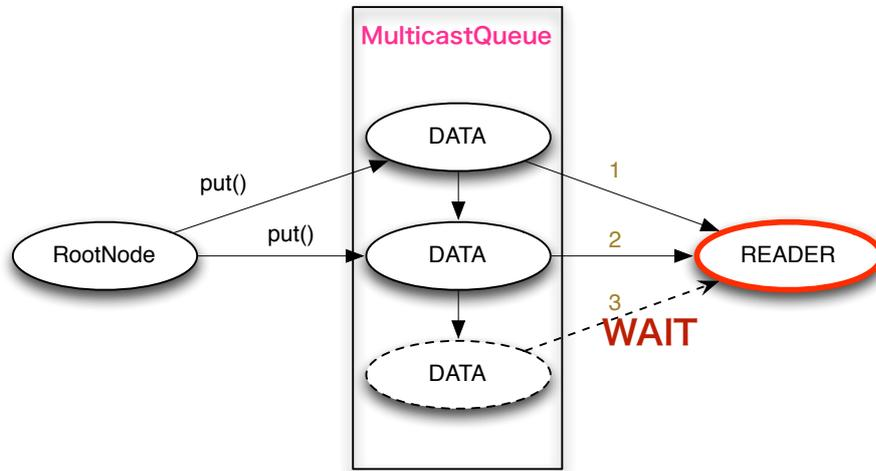 MulticastQueue
DATA
put()
1
put()
2
RootNode
DATA
READER
3
WAIT
DATA